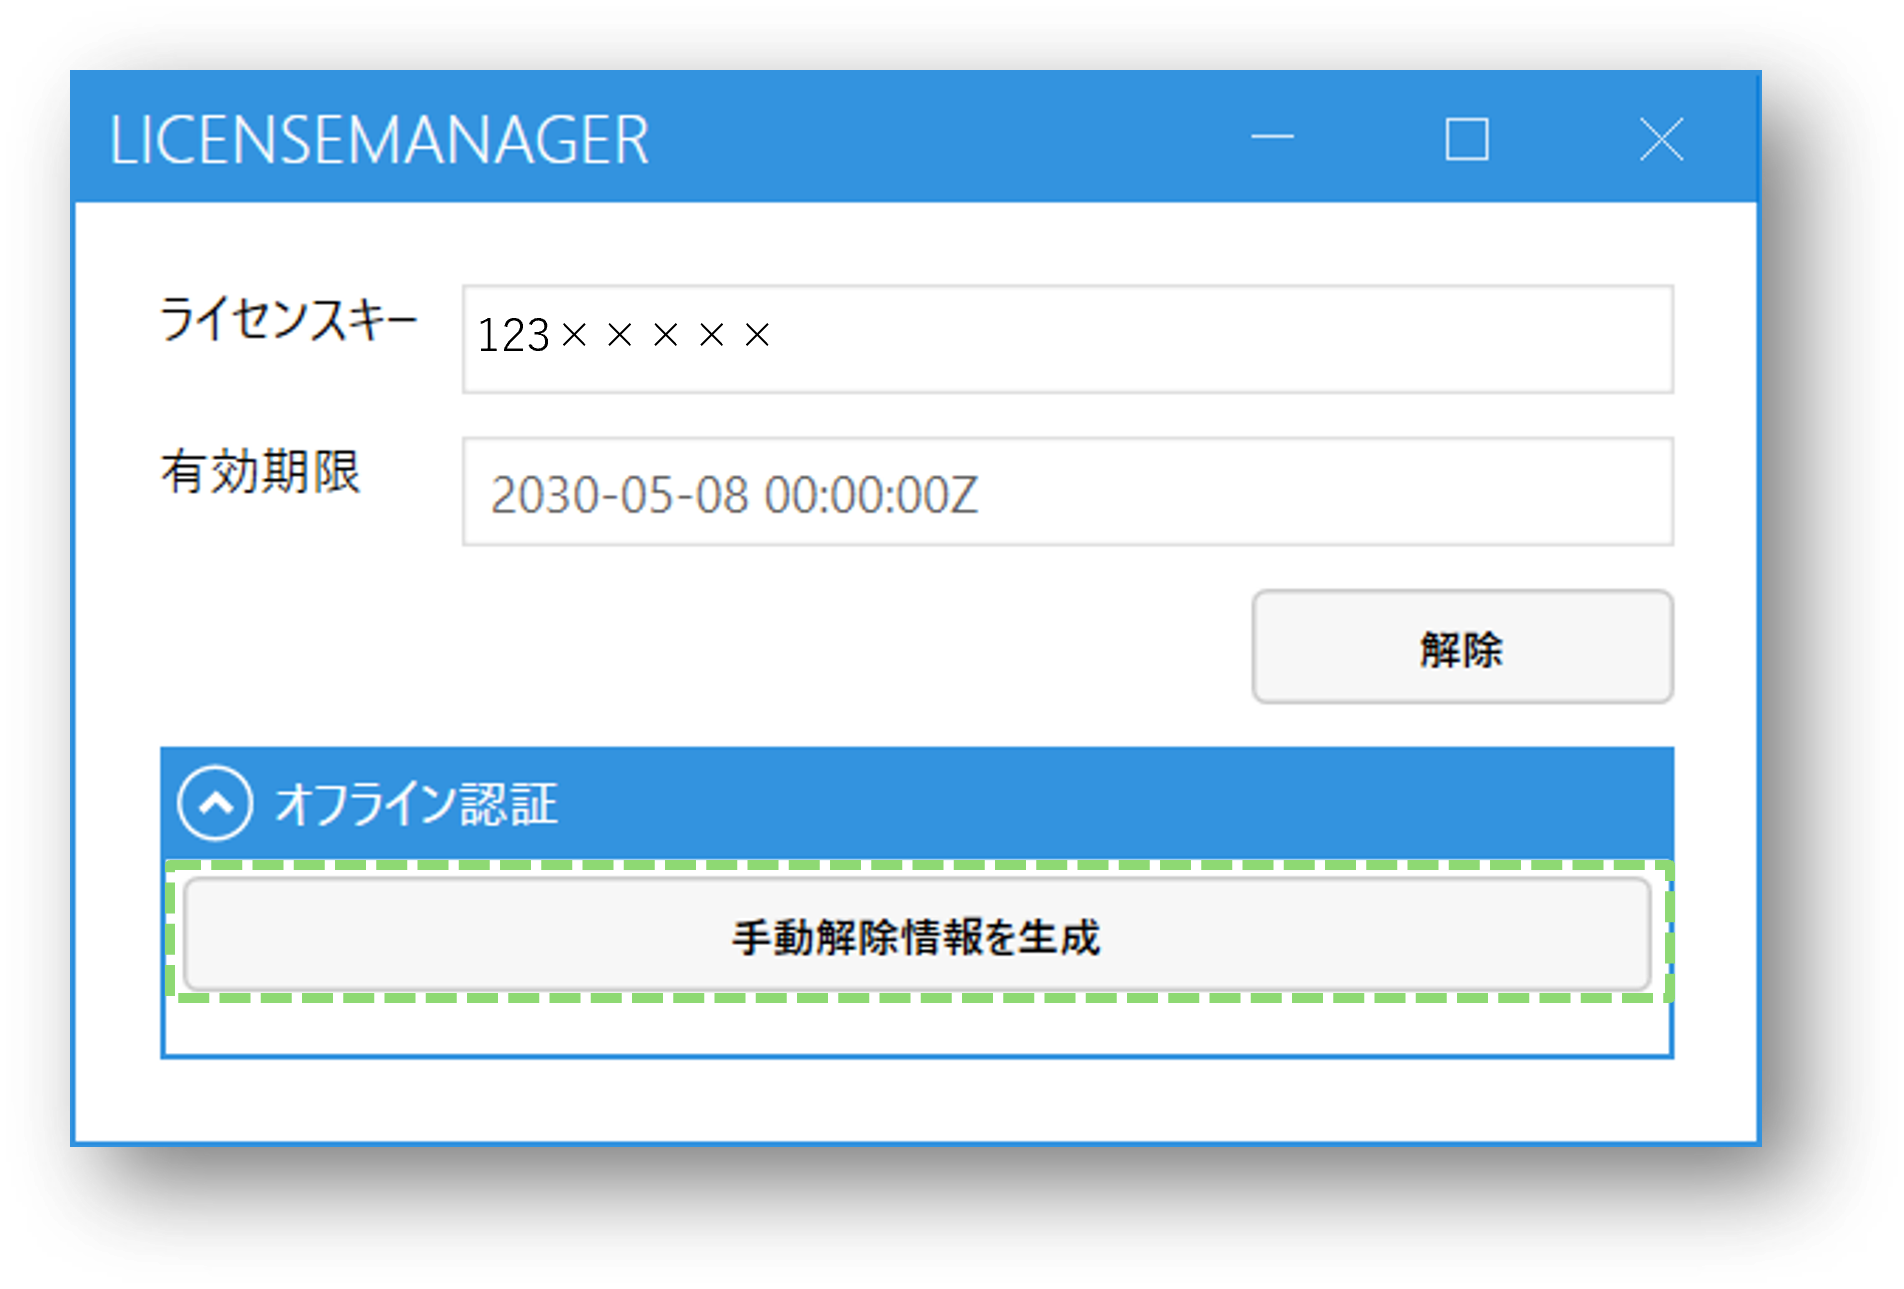 LICENSEMANAGER
ライセンスキー
123×××××
有効期限
2030-05-08 00:00:00Z
解除
オフライン認証
手動解除情報を生成